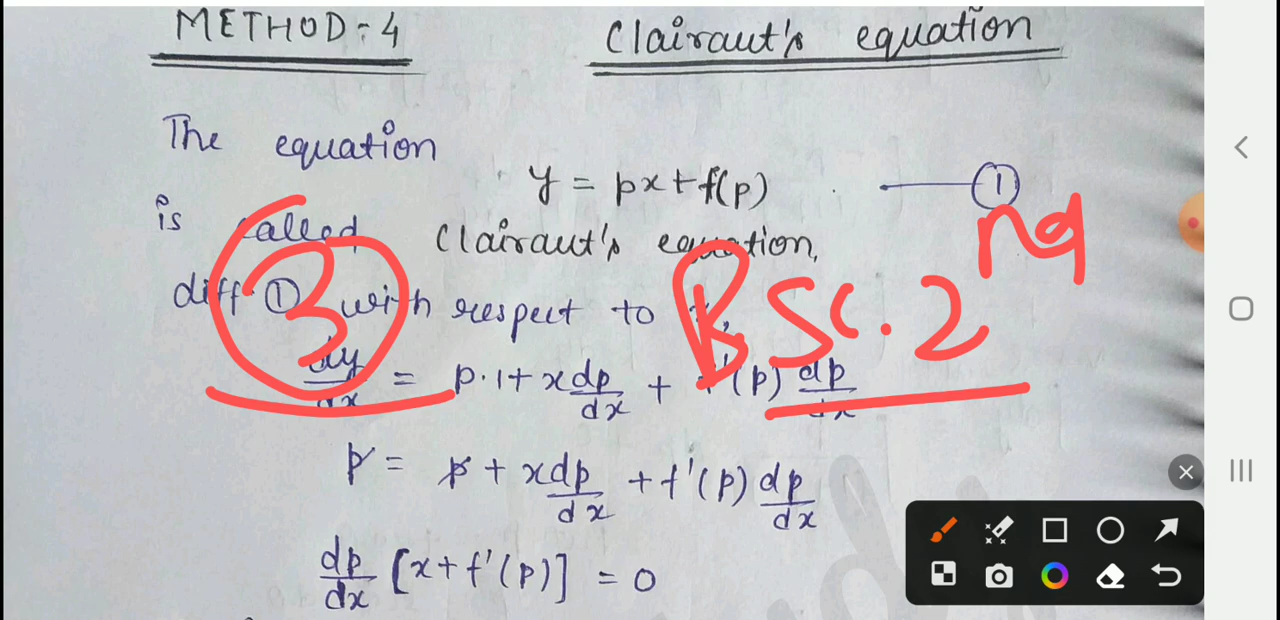 METHOD:4 Clairaut's equation
The equation
y = px + f(p) ①
is called Clairaut's equation,
diff ① with respect to x,
dy/dx = p.1 + x dp/dx + f'(p) dp/dx
p = p + x dp/dx + f'(p) dp/dx
dp/dx [x + f'(p)] = 0
3
BSC. 2nd